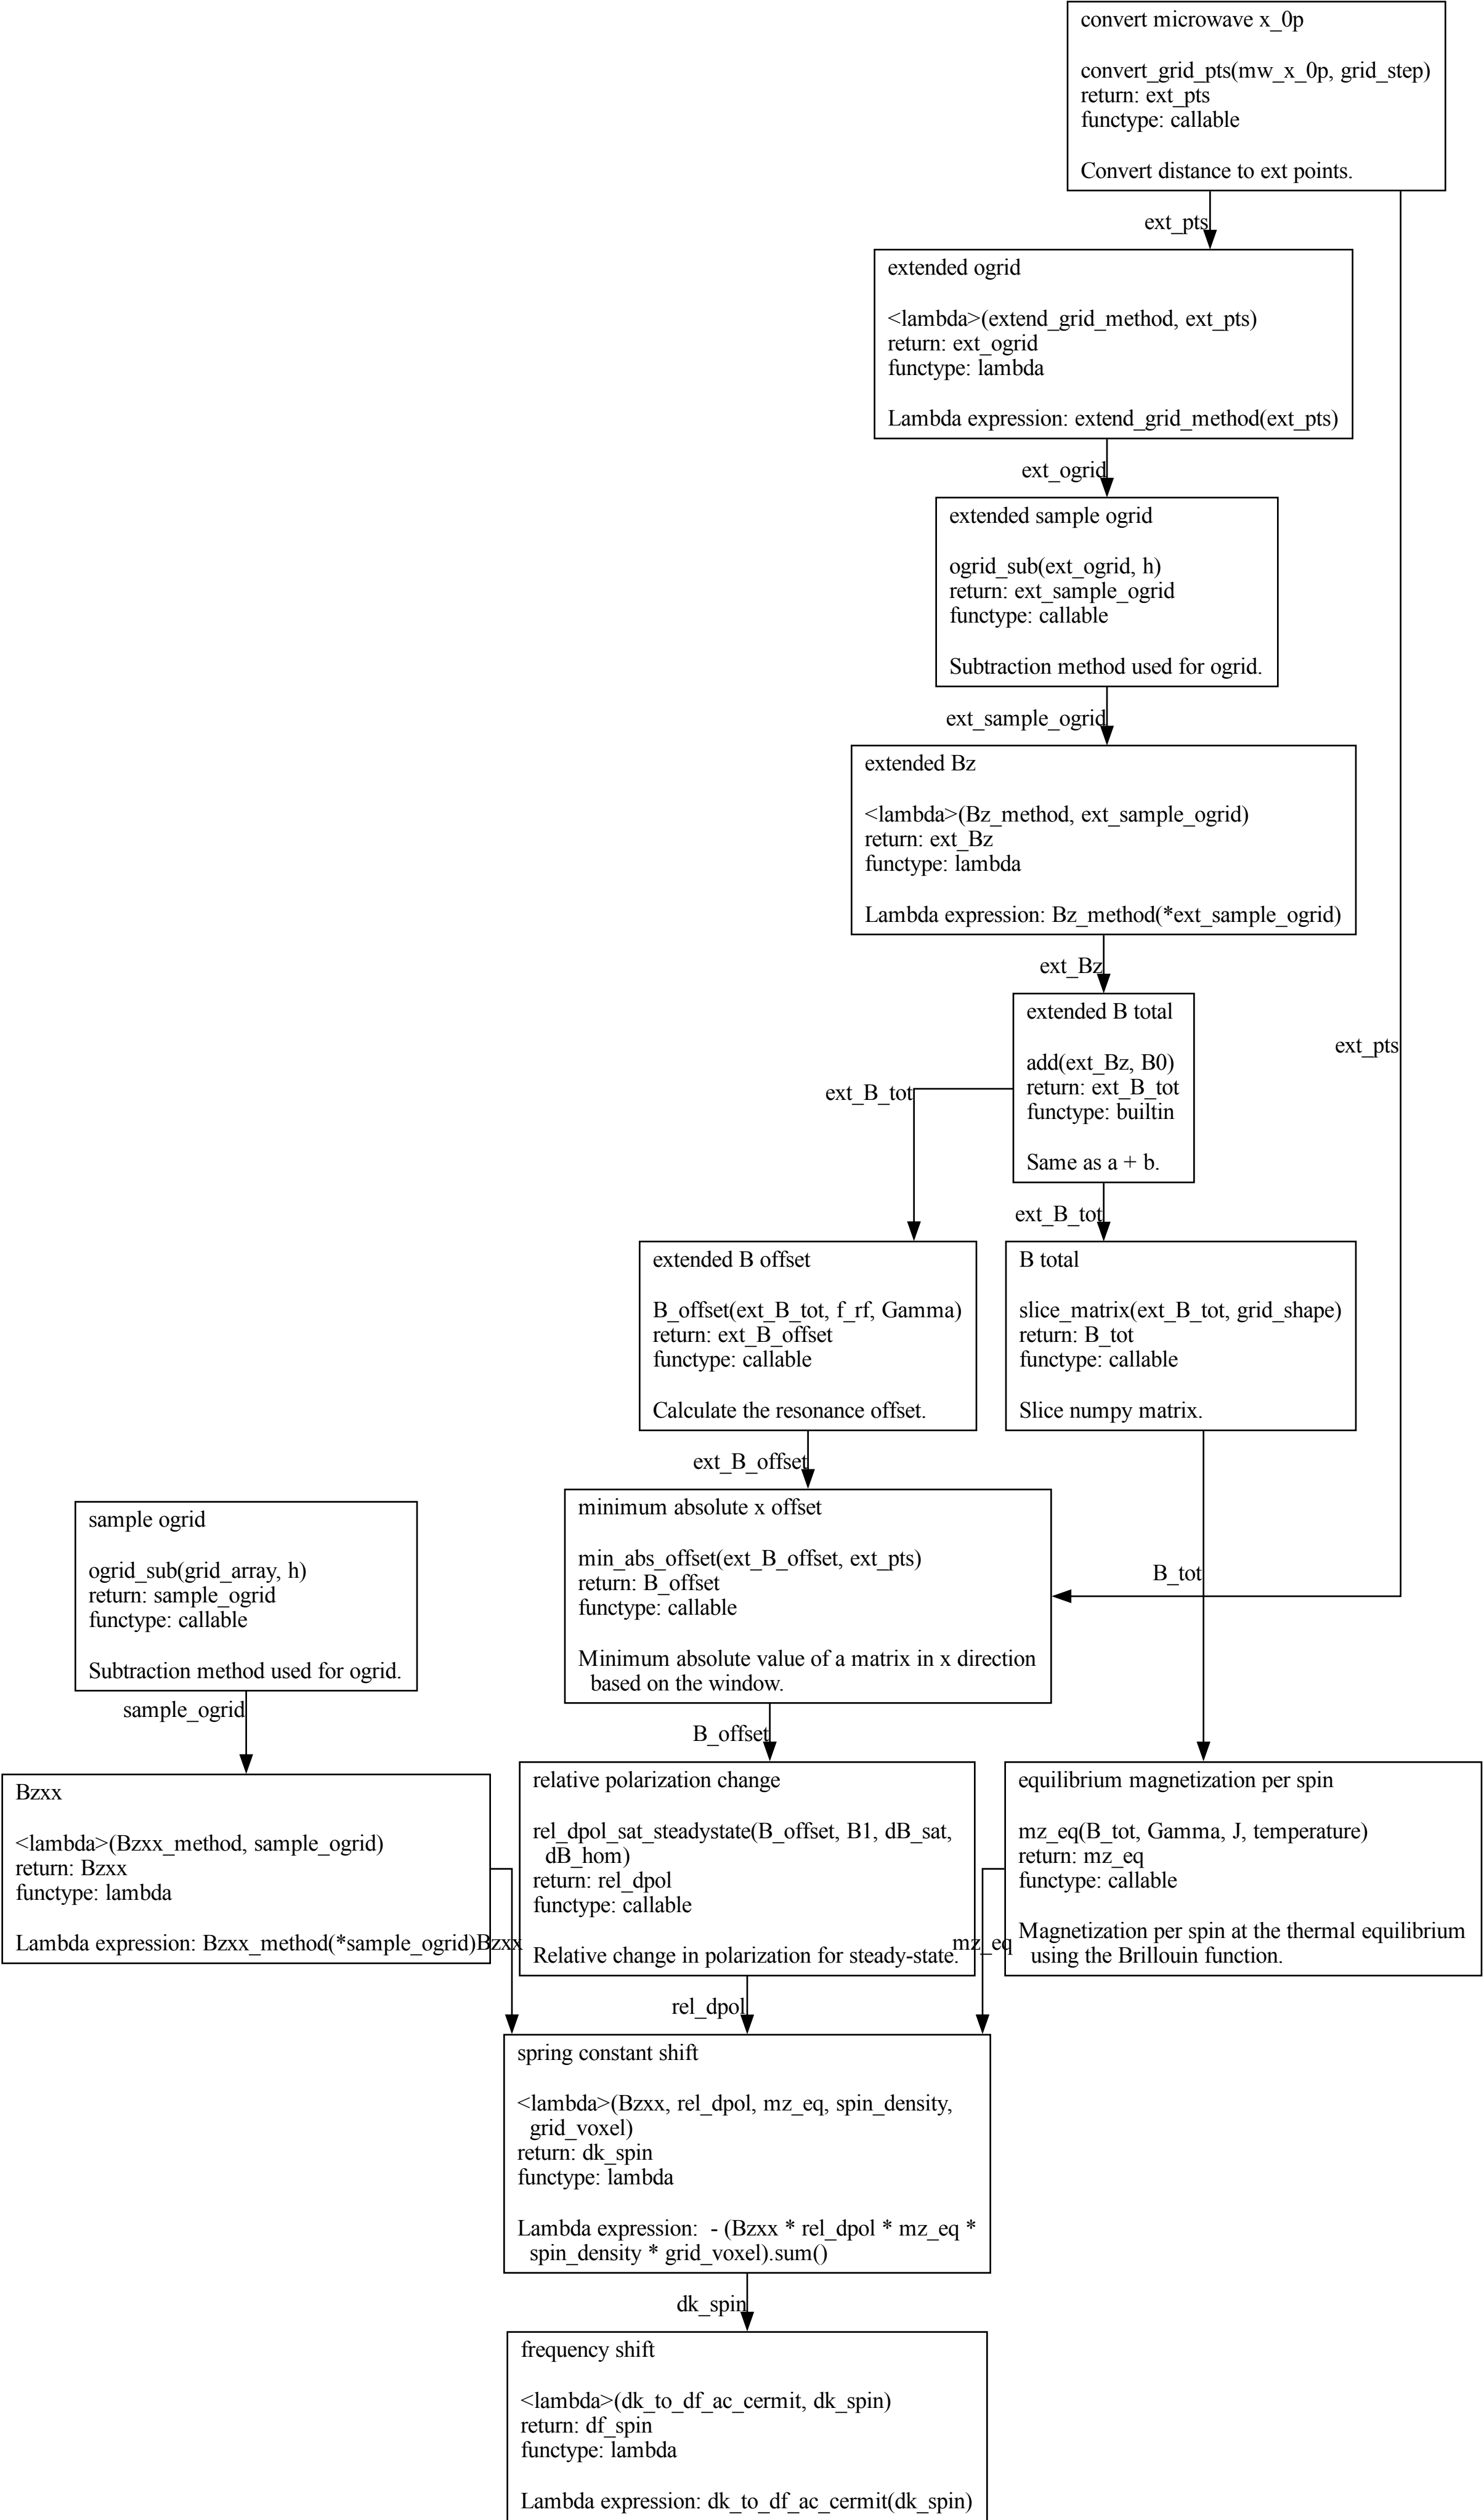 convert microwave x_0p
convert_grid_pts(mw_x_0p, grid_step)
return: ext_pts
functype: callable
Convert distance to ext points.
ext_pts
extended ogrid
<lambda>(extend_grid_method, ext_pts)
return: ext_ogrid
functype: lambda
Lambda expression: extend_grid_method(ext_pts)
ext_ogrid
extended sample ogrid
ogrid_sub(ext_ogrid, h)
return: ext_sample_ogrid
functype: callable
Subtraction method used for ogrid.
ext_sample_ogrid
extended Bz
<lambda>(Bz_method, ext_sample_ogrid)
return: ext_Bz
functype: lambda
Lambda expression: Bz_method(*ext_sample_ogrid)
ext_Bz
extended B total
add(ext_Bz, B0)
return: ext_B_tot
functype: builtin
Same as a + b.
ext_pts
ext_B_tot
ext_B_tot
extended B offset
B_offset(ext_B_tot, f_rf, Gamma)
return: ext_B_offset
functype: callable
Calculate the resonance offset.
B total
slice_matrix(ext_B_tot, grid_shape)
return: B_tot
functype: callable
Slice numpy matrix.
ext_B_offset
sample ogrid
ogrid_sub(grid_array, h)
return: sample_ogrid
functype: callable
Subtraction method used for ogrid.
minimum absolute x offset
min_abs_offset(ext_B_offset, ext_pts)
return: B_offset
functype: callable
Minimum absolute value of a matrix in x direction
based on the window.
B_tot
sample_ogrid
B_offset
Bzxx
<lambda>(Bzxx_method, sample_ogrid)
return: Bzxx
functype: lambda
Lambda expression: Bzxx_method(*sample_ogrid)
Bzxx
relative polarization change
rel_dpol_sat_steadystate(B_offset, B1, dB_sat,
dB_hom)
return: rel_dpol
functype: callable
Relative change in polarization for steady-state.
mz_eq
equilibrium magnetization per spin
mz_eq(B_tot, Gamma, J, temperature)
return: mz_eq
functype: callable
Magnetization per spin at the thermal equilibrium
using the Brillouin function.
rel_dpol
spring constant shift
<lambda>(Bzxx, rel_dpol, mz_eq, spin_density,
grid_voxel)
return: dk_spin
functype: lambda
Lambda expression:  - (Bzxx * rel_dpol * mz_eq *
spin_density * grid_voxel).sum()
dk_spin
frequency shift
<lambda>(dk_to_df_ac_cermit, dk_spin)
return: df_spin
functype: lambda
Lambda expression: dk_to_df_ac_cermit(dk_spin)